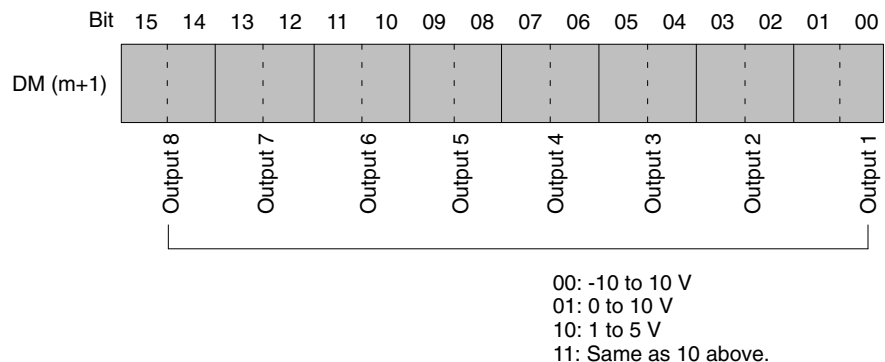 Bit 15 14 13 12 11 10 09 08 07 06 05 04 03 02 01 00
DM (m+1)
Output 8
Output 7
Output 6
Output 5
Output 4
Output 3
Output 2
Output 1
00: -10 to 10 V
01: 0 to 10 V
10: 1 to 5 V
11: Same as 10 above.